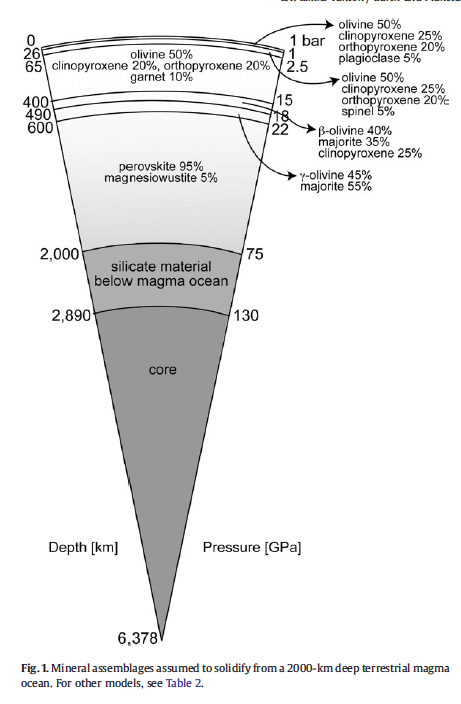 0
26
65
400
490
600
2,000
2,890
6,378
1 bar
1
2.5
15
18
22
75
130
olivine 50%
clinopyroxene 25%
orthopyroxene 20%
plagioclase 5%
olivine 50%
clinopyroxene 25%
orthopyroxene 20%
spinel 5%
β-olivine 40%
majorite 35%
clinopyroxene 25%
γ-olivine 45%
majorite 55%
olivine 50%
clinopyroxene 20%, orthopyroxene 20%
garnet 10%
perovskite 95%
magnesiowustite 5%
silicate material
below magma ocean
core
Depth [km]
Pressure [GPa]
Fig. 1. Mineral assemblages assumed to solidify from a 2000-km deep terrestrial magma
ocean. For other models, see Table 2.